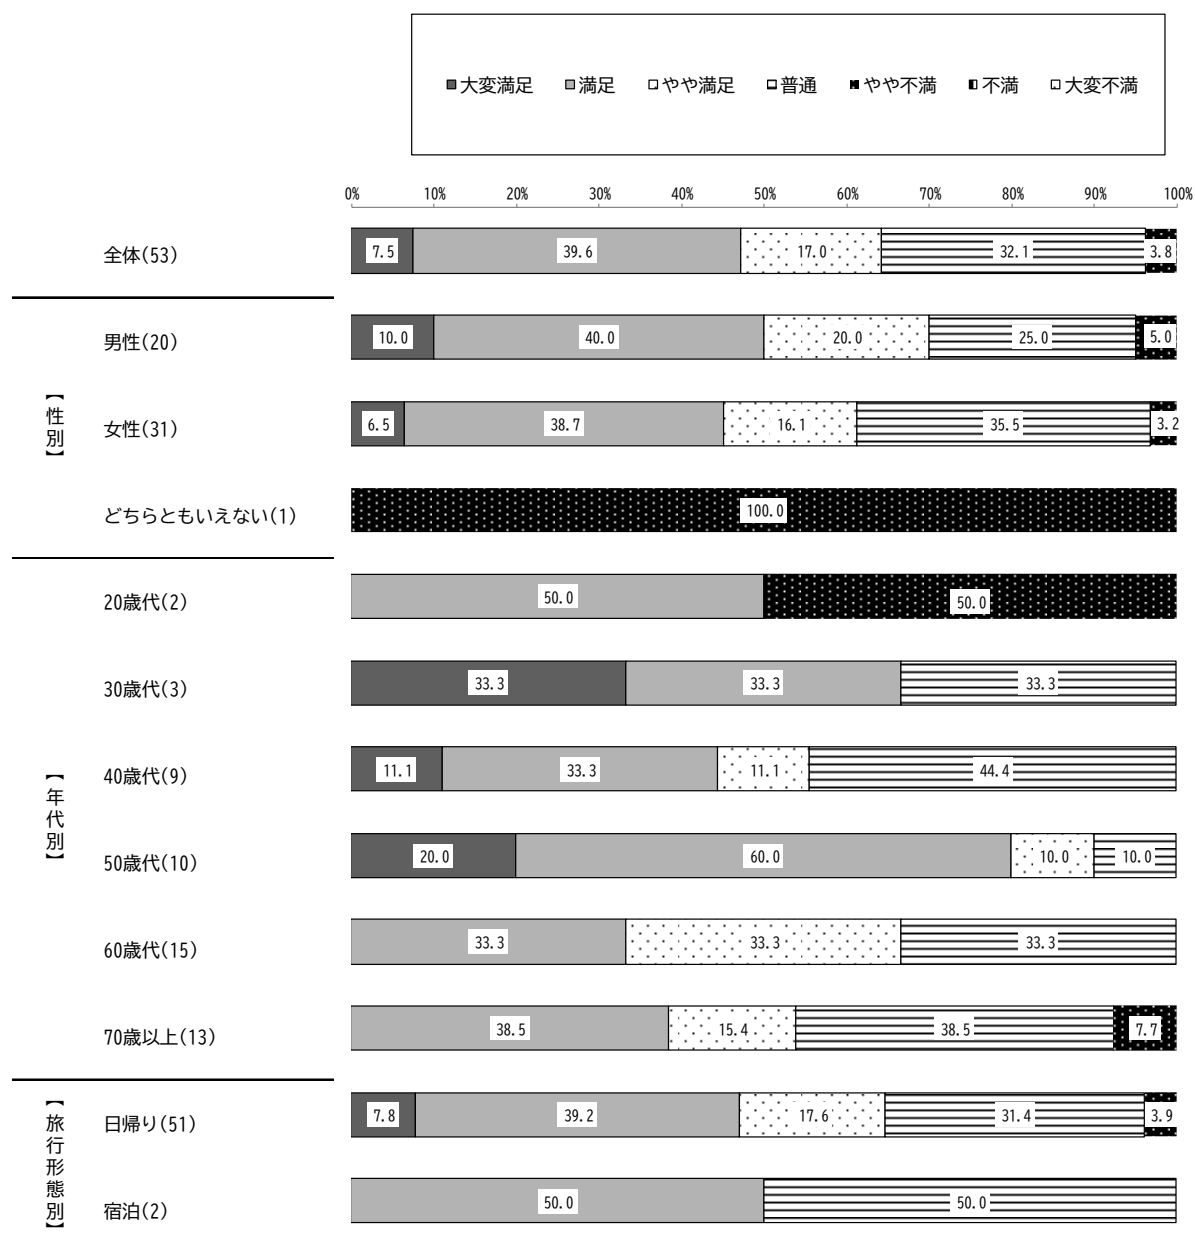 大変満足 満足 やや満足 普通 やや不満 不満 大変不満
0% 10% 20% 30% 40% 50% 60% 70% 80% 90% 100%
全体(53) 7.5 39.6 17.0 32.1 3.8
【性別】
男性(20) 10.0 40.0 20.0 25.0 5.0
女性(31) 6.5 38.7 16.1 35.5 3.2
どちらともいえない(1) 100.0
【年代別】
20歳代(2) 50.0 50.0
30歳代(3) 33.3 33.3 33.3
40歳代(9) 11.1 33.3 11.1 44.4
50歳代(10) 20.0 60.0 10.0 10.0
60歳代(15) 33.3 33.3 33.3
70歳以上(13) 38.5 15.4 38.5 7.7
【旅行形態別】
日帰り(51) 7.8 39.2 17.6 31.4 3.9
宿泊(2) 50.0 50.0